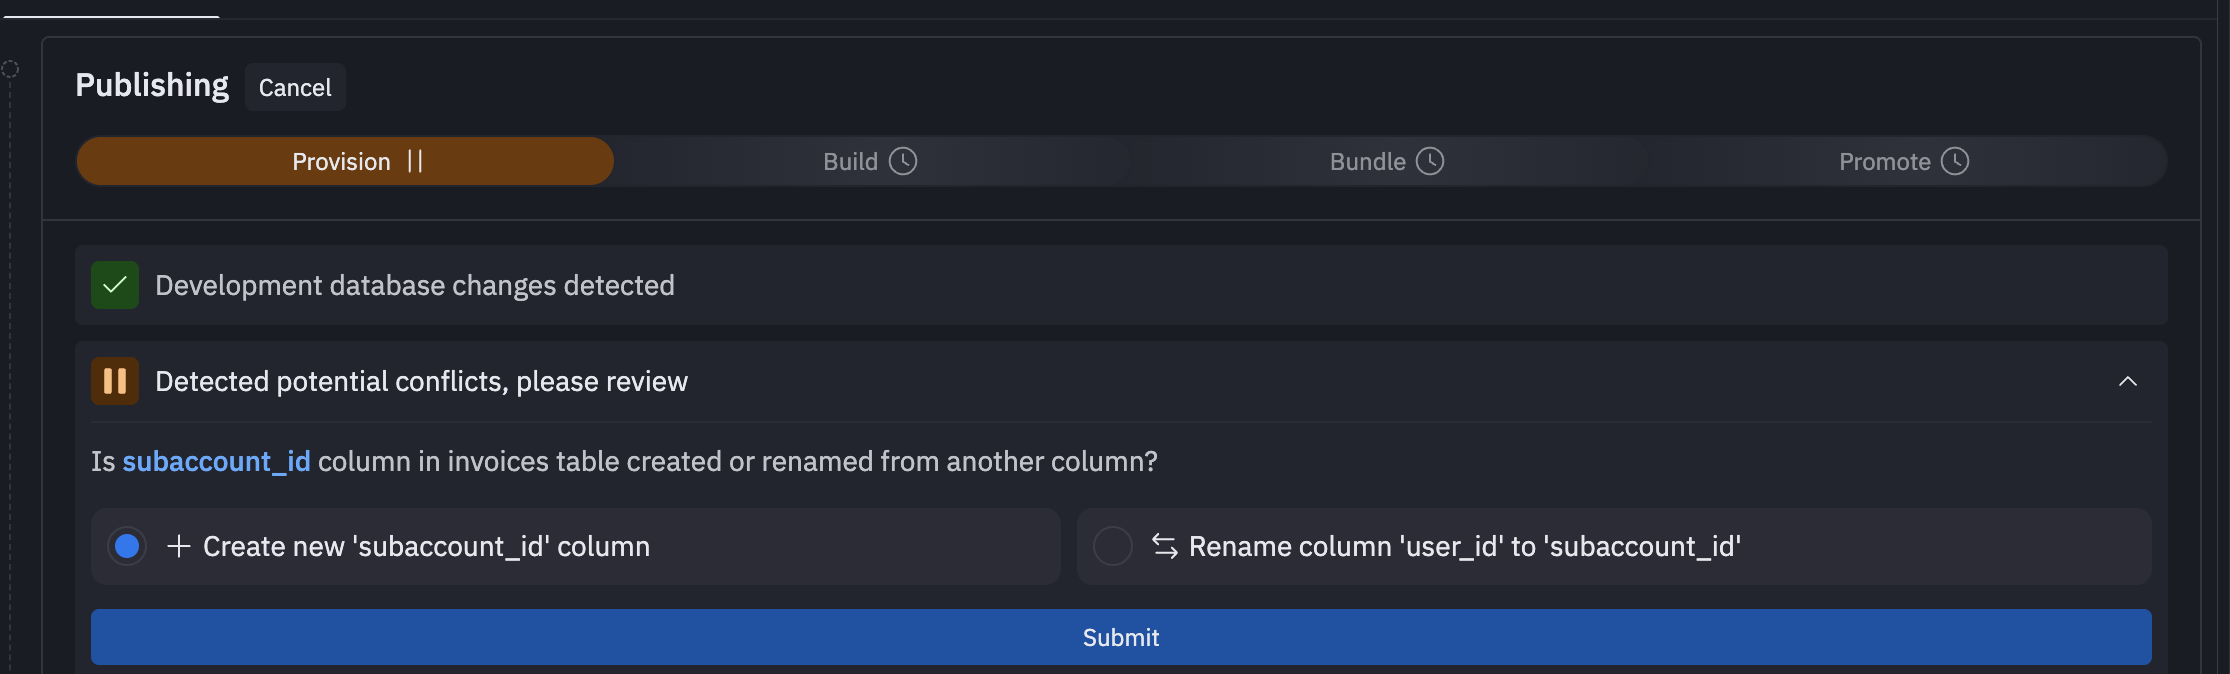 Publishing Cancel
Provision Build Bundle Promote
Development database changes detected
Detected potential conflicts, please review
Is subaccount_id column in invoices table created or renamed from another column?
Create new 'subaccount_id' column Rename column 'user_id' to 'subaccount_id'
Submit